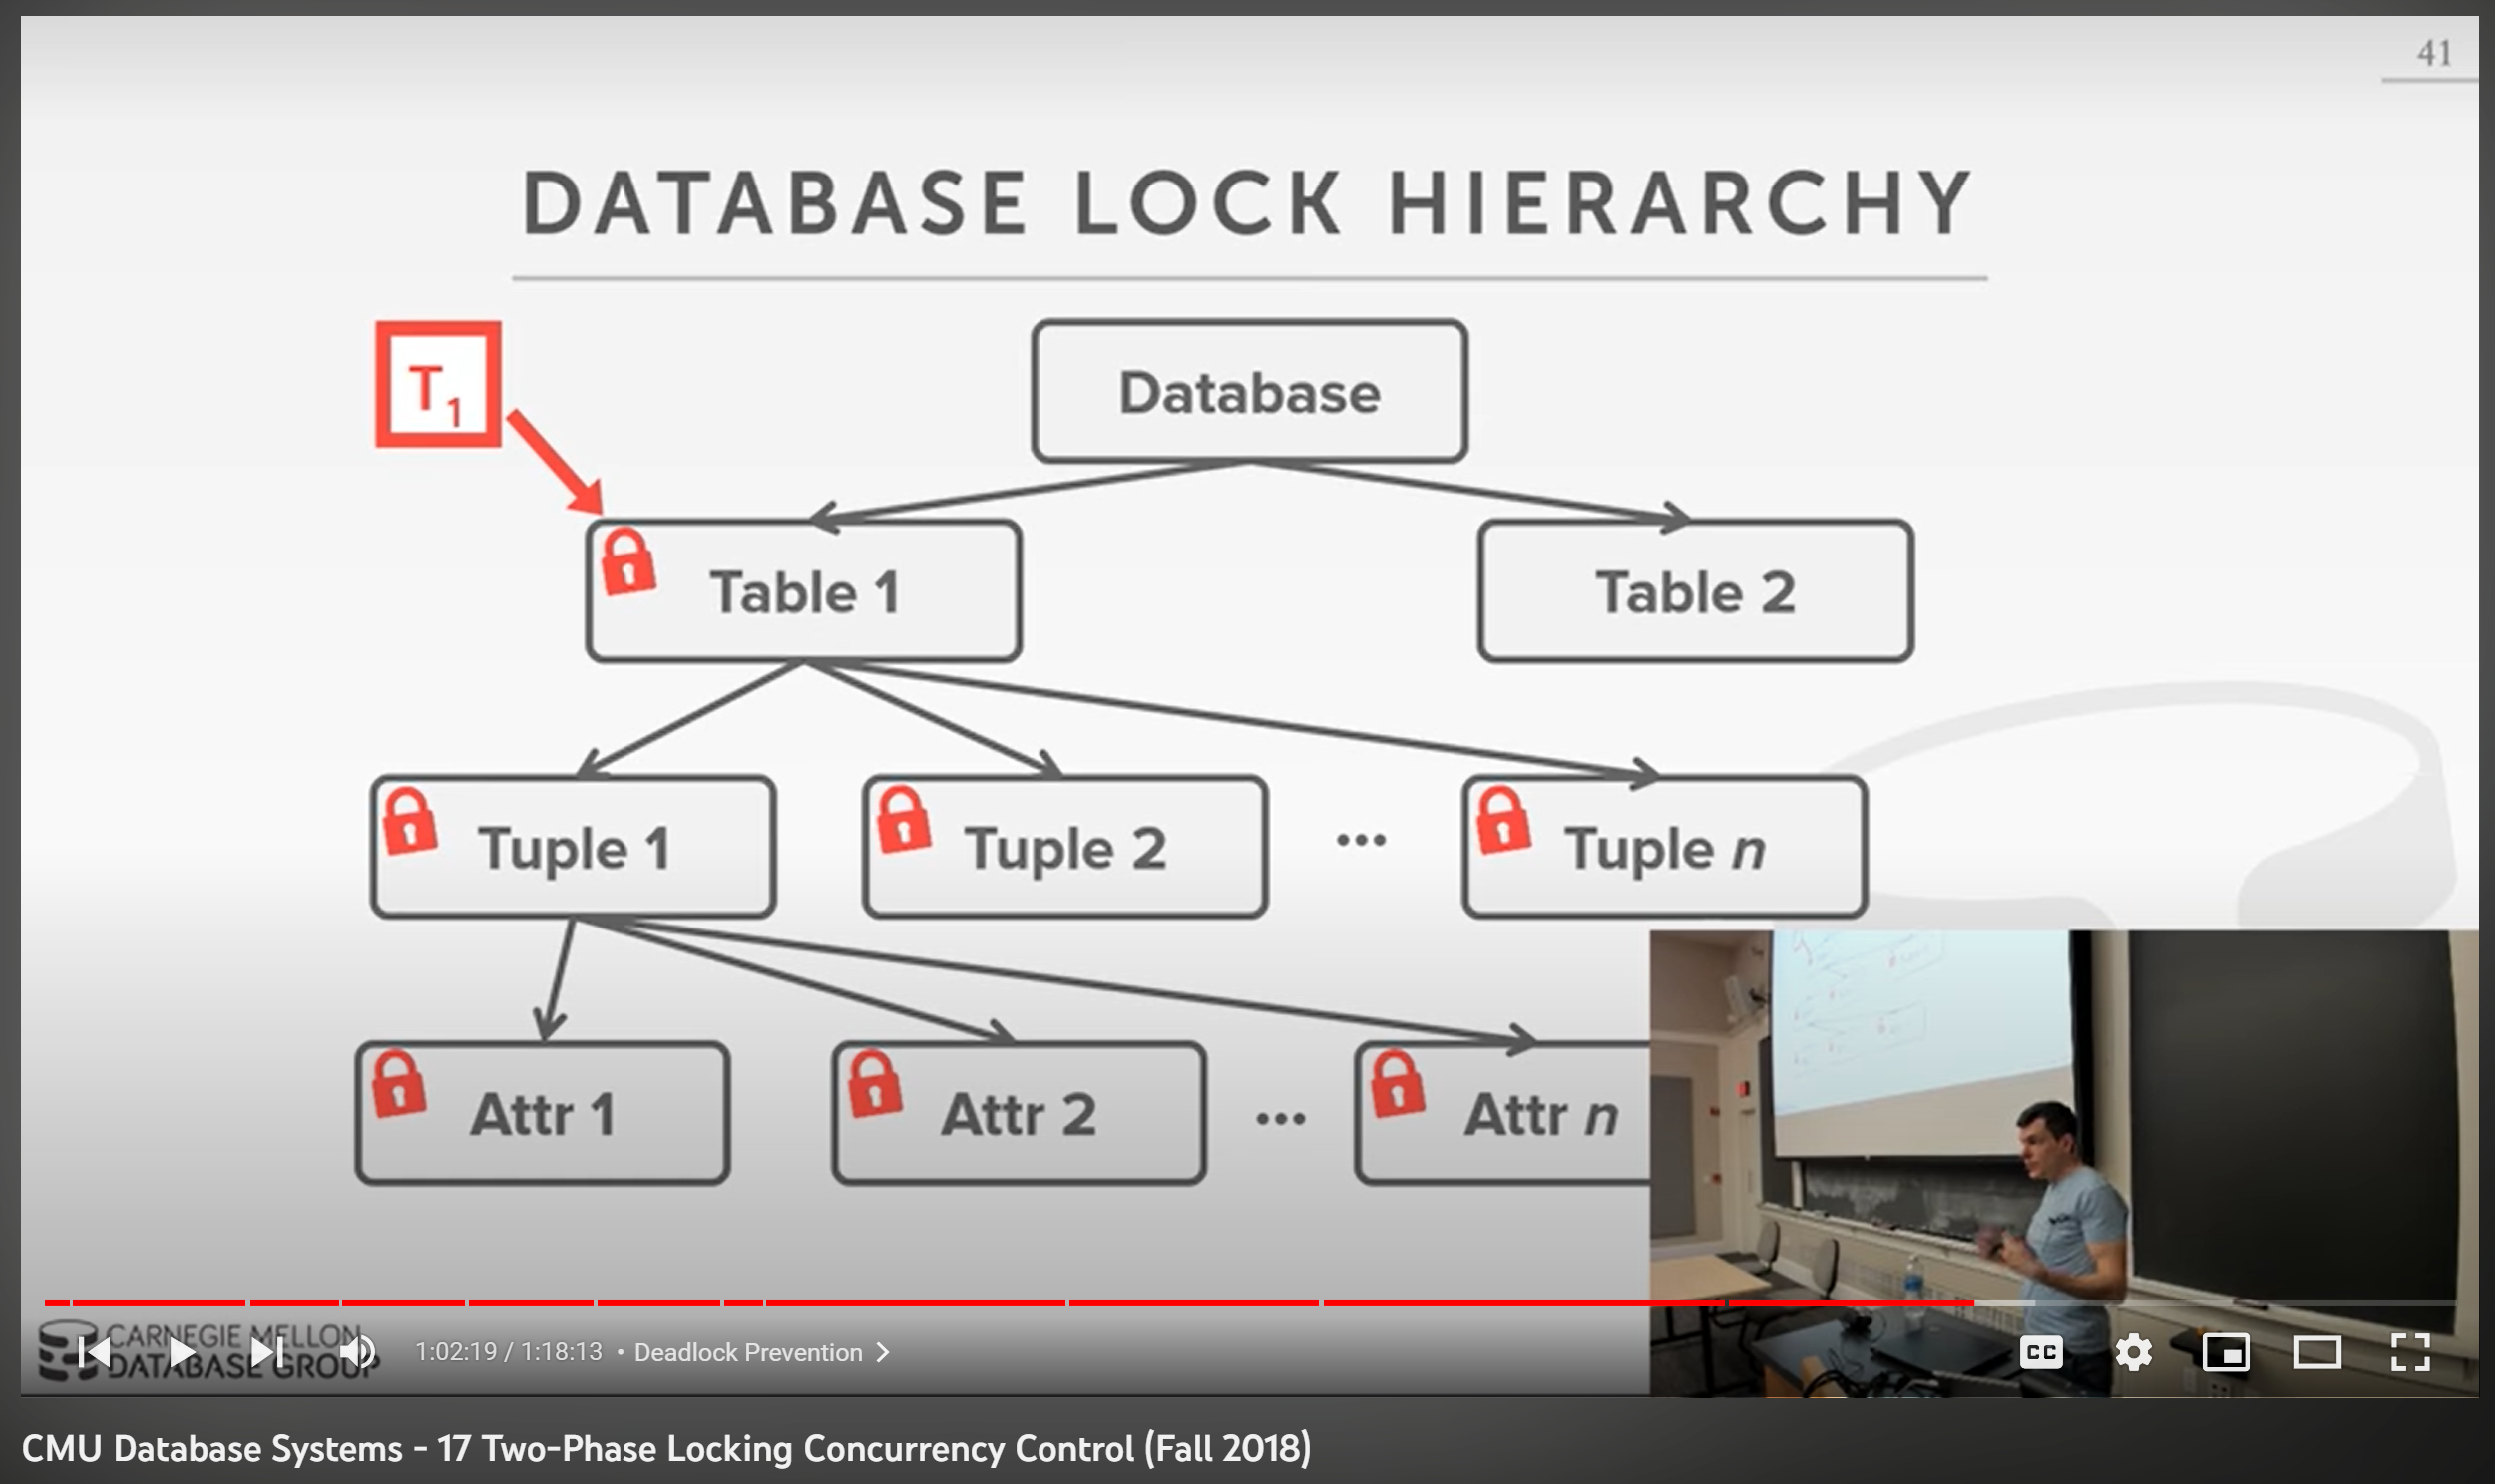 41
DATABASE LOCK HIERARCHY
T1
Database
Table 1
Table 2
Tuple 1
Tuple 2
...
Tuple n
Attr 1
Attr 2
...
Attr n
CARNEGIE MELLON
DATABASE GROUP
1:02:19 / 1:18:13 • Deadlock Prevention
CC
CMU Database Systems - 17 Two-Phase Locking Concurrency Control (Fall 2018)